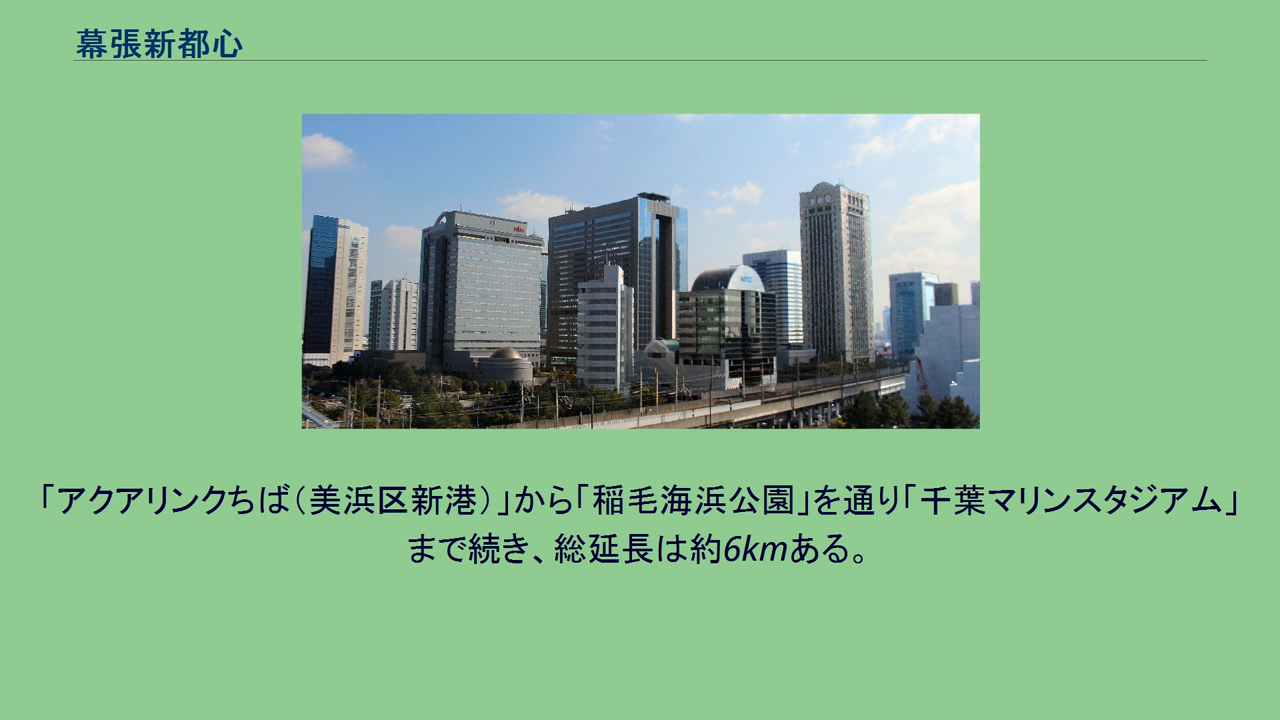 幕張新都心
「アクアリンクちば（美浜区新港）」から「稲毛海浜公園」を通り「千葉マリンスタジアム」
まで続き、総延長は約6kmある。